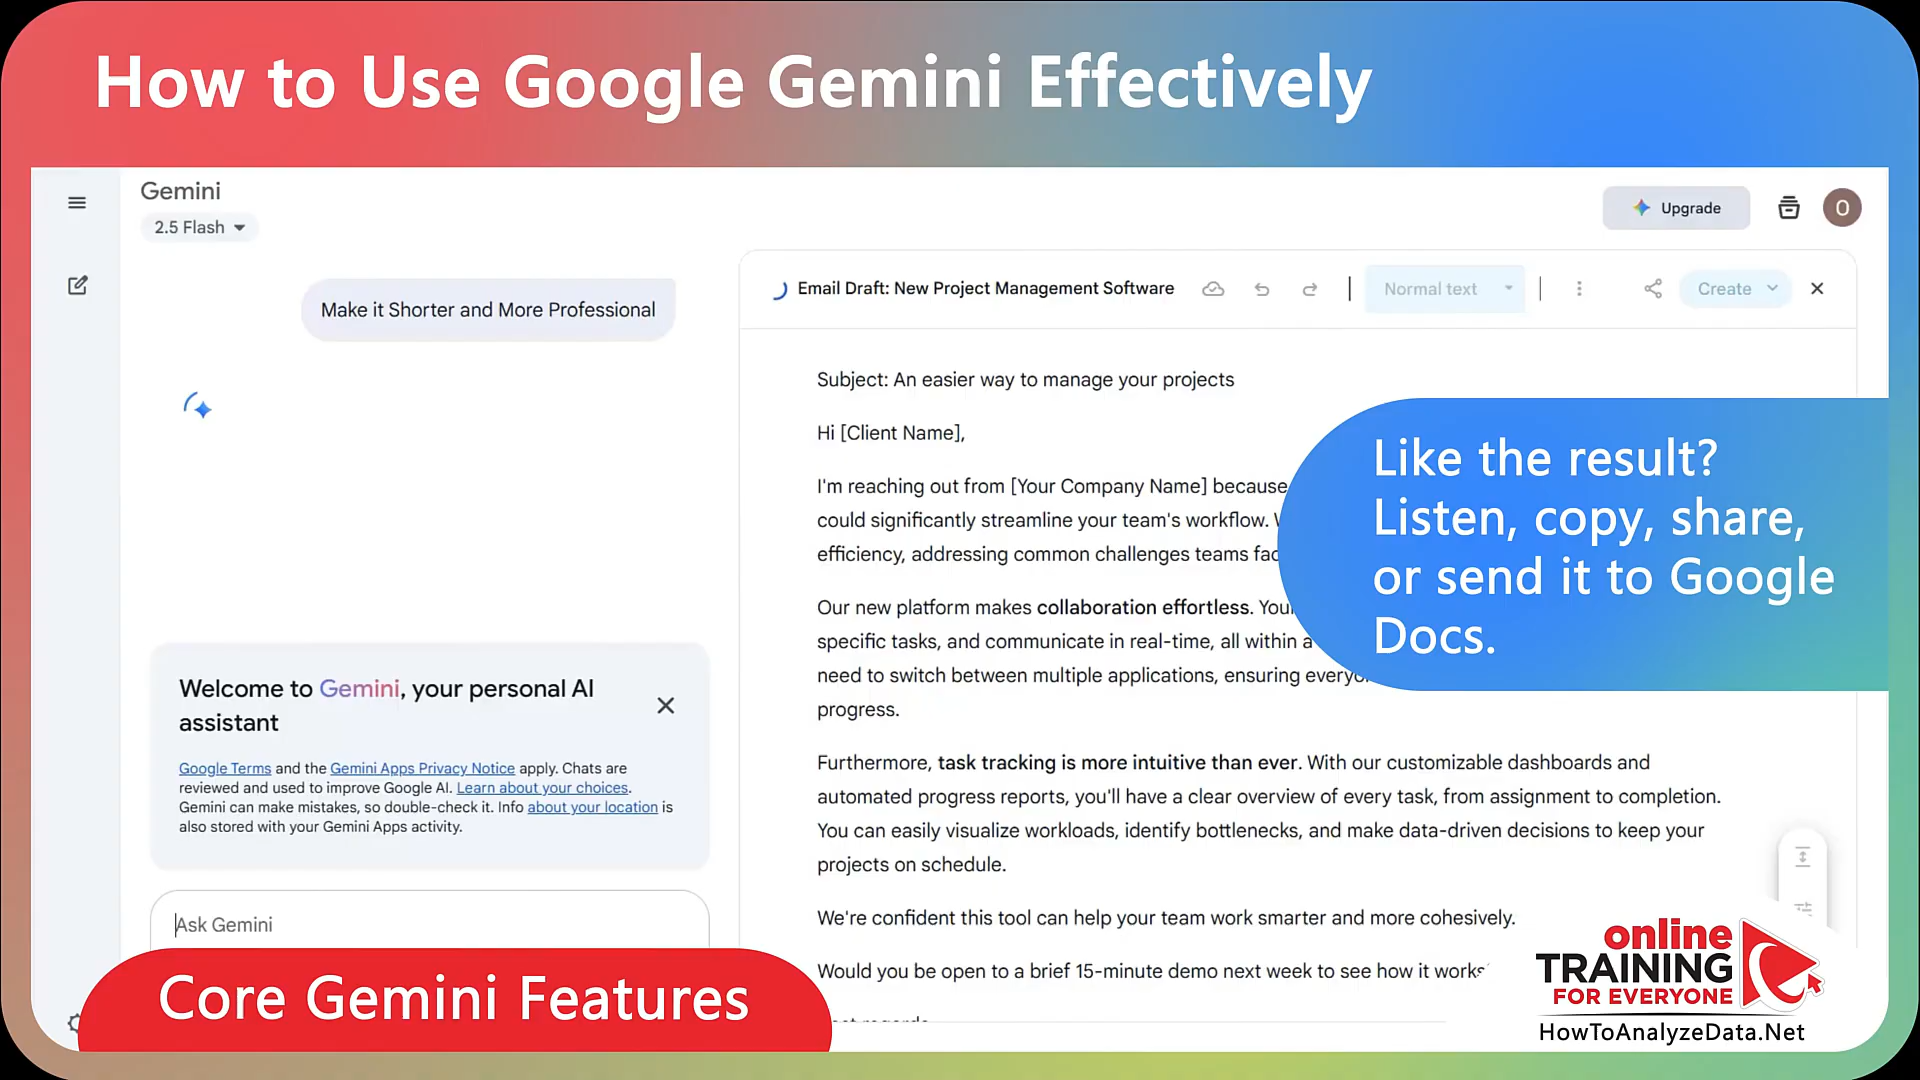 How to Use Google Gemini Effectively
Gemini
2.5 Flash
Upgrade
O
Make it Shorter and More Professional
Email Draft: New Project Management Software
Normal text
Create
Subject: An easier way to manage your projects
Hi [Client Name],
I'm reaching out from [Your Company Name] because
could significantly streamline your team's workflow.
efficiency, addressing common challenges teams
Our new platform makes collaboration effortless.
specific tasks, and communicate in real-time, all within a
need to switch between multiple applications, ensuring
progress.
Furthermore, task tracking is more intuitive than ever. With our customizable dashboards and
automated progress reports, you'll have a clear overview of every task, from assignment to completion.
You can easily visualize workloads, identify bottlenecks, and make data-driven decisions to keep your
projects on schedule.
We're confident this tool can help your team work smarter and more cohesively.
Would you be open to a brief 15-minute demo next week to see how it works
Like the result?
Listen, copy, share,
or send it to Google
Docs.
Welcome to Gemini, your personal AI
assistant
Google Terms and the Gemini Apps Privacy Notice apply. Chats are
reviewed and used to improve Google AI. Learn about your choices.
Gemini can make mistakes, so double-check it. Info about your location is
also stored with your Gemini Apps activity.
Ask Gemini
Core Gemini Features
online
TRAINING
FOR EVERYONE
HowToAnalyzeData.Net